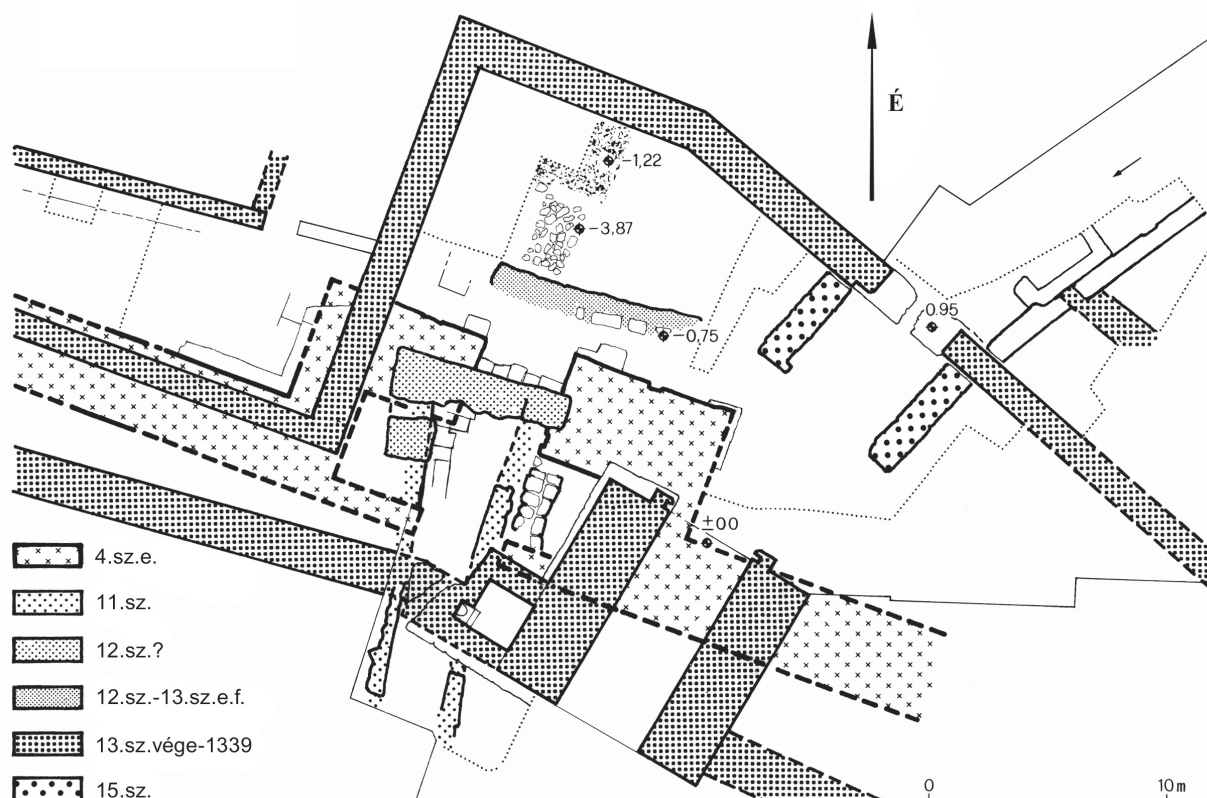 É
−1,22
−3,87
0.95
−0,75
±00
4.sz.e.
11.sz.
12.sz.?
12.sz.-13.sz.e.f.
13.sz.vége-1339
15.sz.
0 10 m